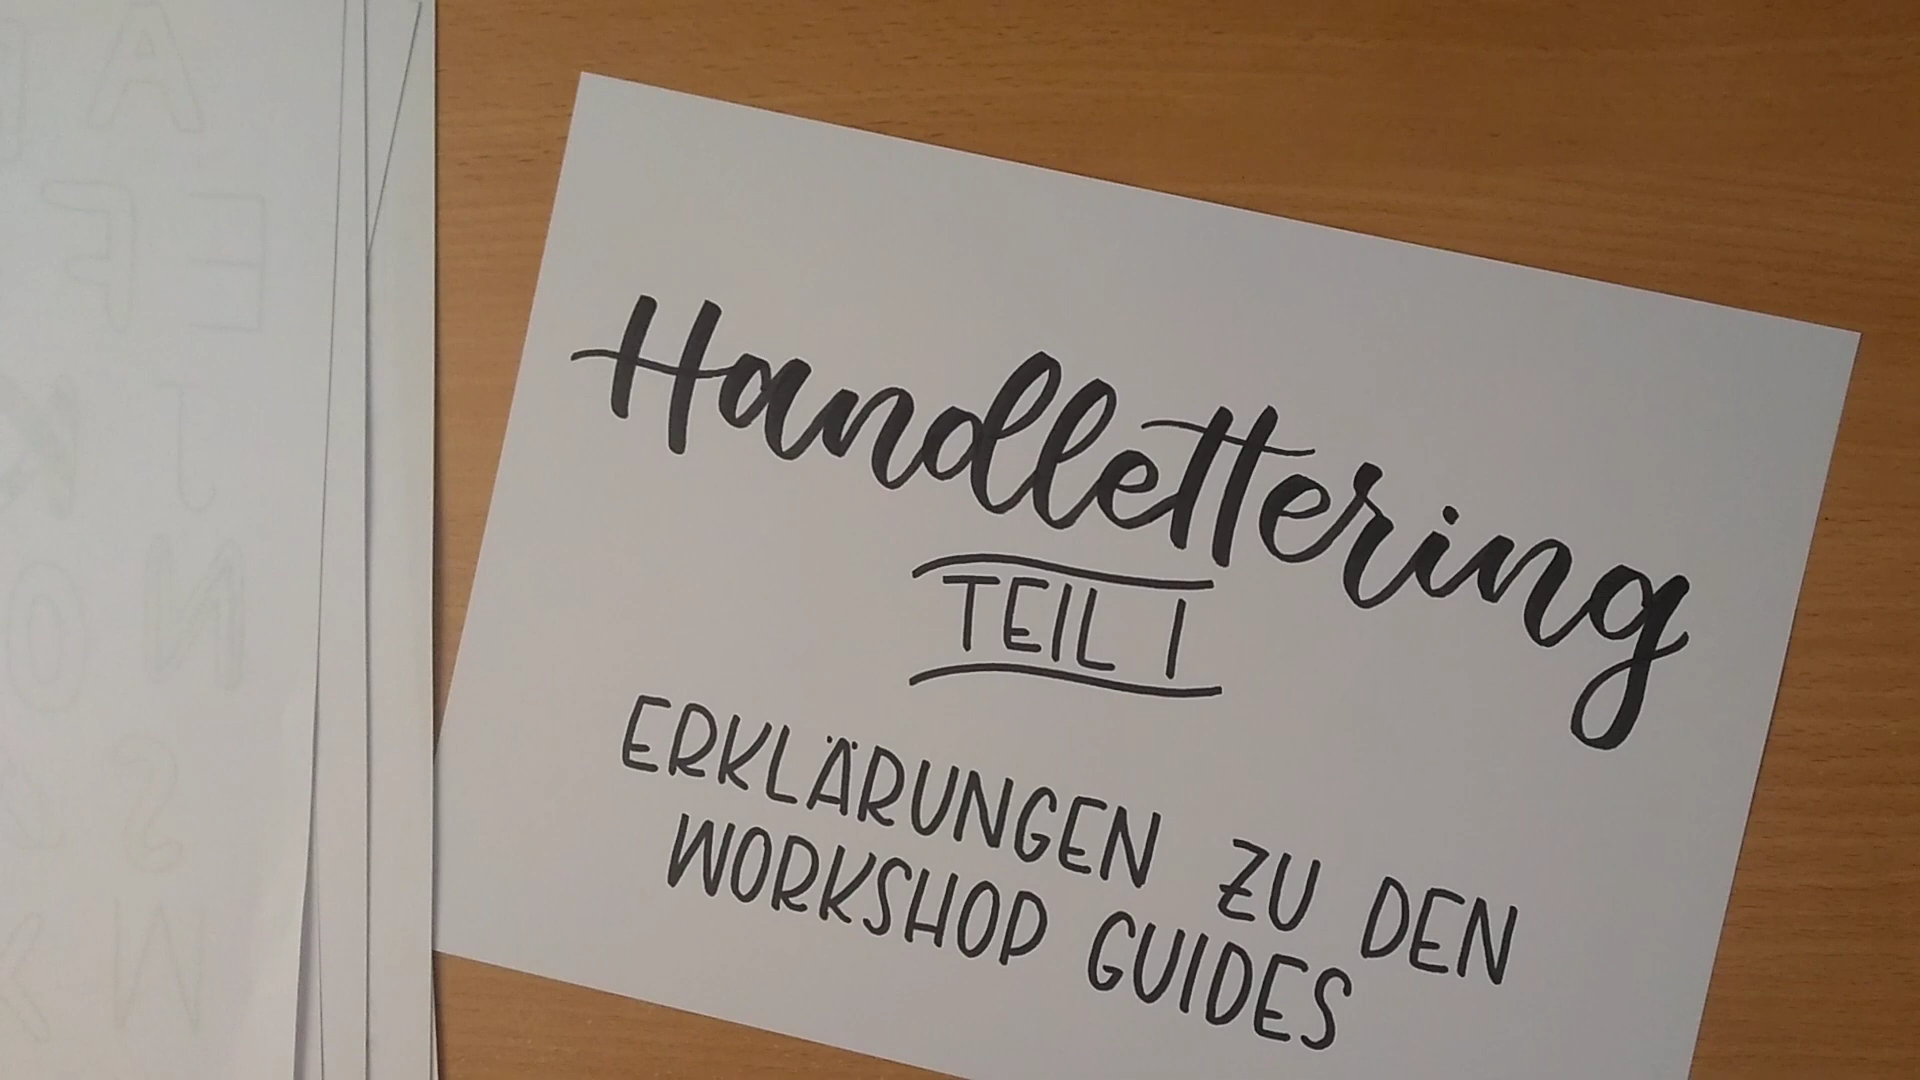 Handlettering
TEIL 1
ERKLÄRUNGEN ZU DEN
WORKSHOP GUIDES